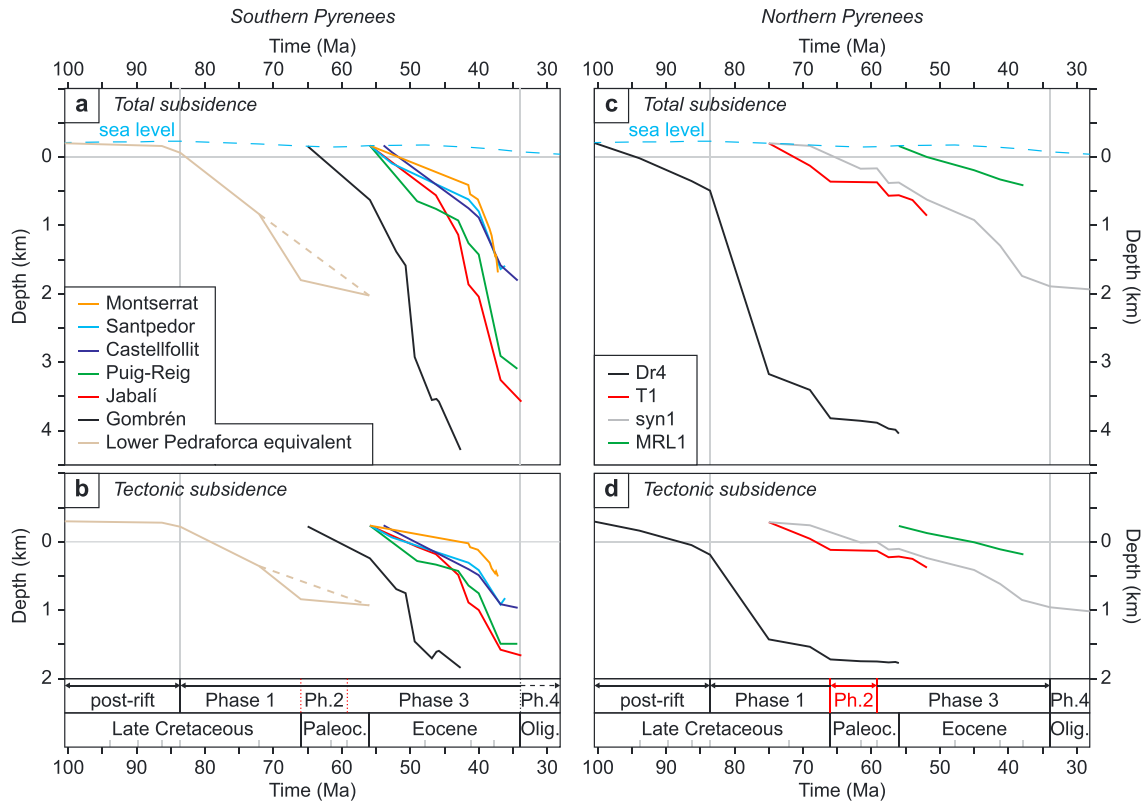 Southern Pyrenees
Northern Pyrenees
Time (Ma)
Time (Ma)
100 90 80 70 60 50 40 30
100 90 80 70 60 50 40 30
a Total subsidence
c Total subsidence
sea level
sea level
0
1
2
3
4
Depth (km)
0
1
2
3
4
Depth (km)
Montserrat
Santpedor
Castellfollit
Puig-Reig
Jabalí
Gombrén
Lower Pedraforca equivalent
Dr4
T1
syn1
MRL1
b Tectonic subsidence
d Tectonic subsidence
0
1
2
Depth (km)
0
1
2
Depth (km)
post-rift Phase 1 Ph.2 Phase 3 Ph.4
post-rift Phase 1 Ph.2 Phase 3 Ph.4
Late Cretaceous Paleoc. Eocene Olig.
Late Cretaceous Paleoc. Eocene Olig.
100 90 80 70 60 50 40 30
100 90 80 70 60 50 40 30
Time (Ma)
Time (Ma)